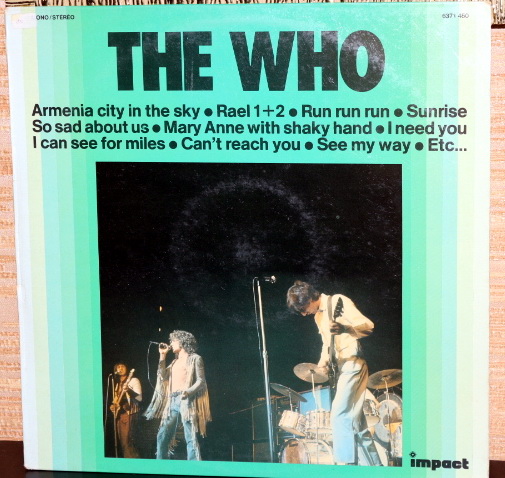 MONO/STEREO
6371 450
THE WHO
Armenia city in the sky ● Rael 1+2 ● Run run run ● Sunrise
So sad about us ● Mary Anne with shaky hand ● I need you
I can see for miles ● Can't reach you ● See my way ● Etc...
impact